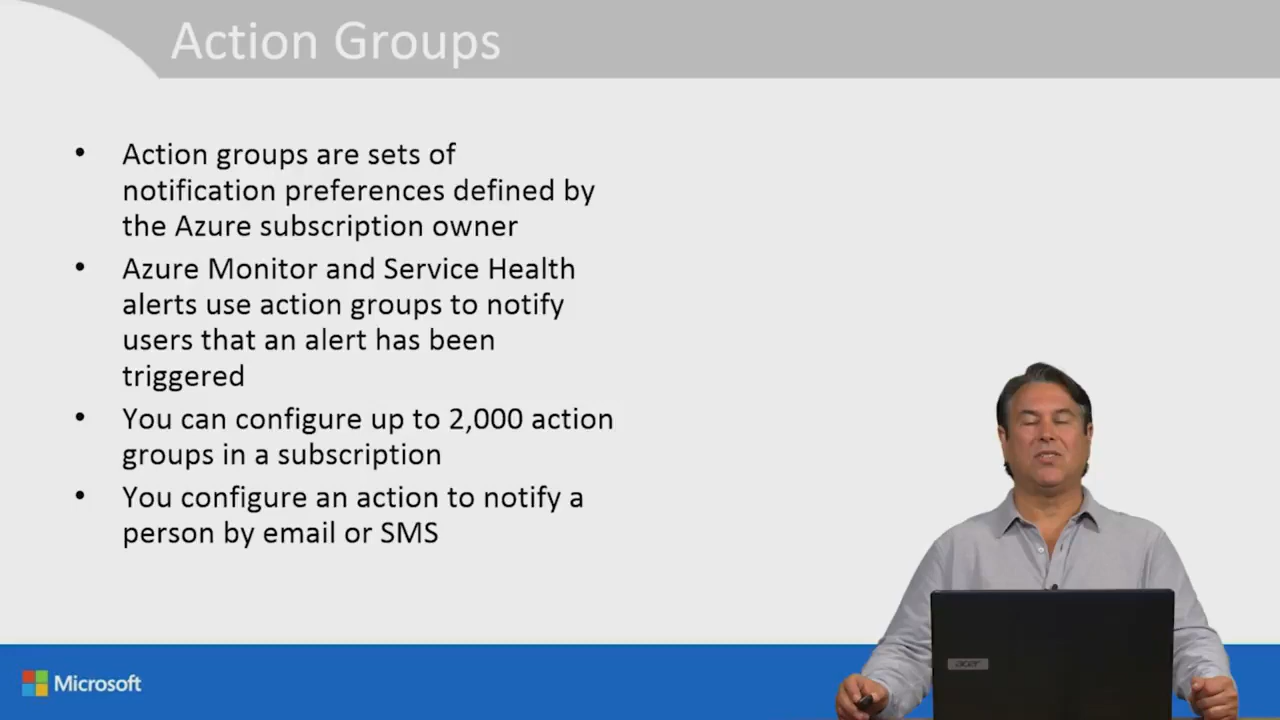 Action Groups
• Action groups are sets of
notification preferences defined by
the Azure subscription owner
• Azure Monitor and Service Health
alerts use action groups to notify
users that an alert has been
triggered
• You can configure up to 2,000 action
groups in a subscription
• You configure an action to notify a
person by email or SMS
acer
Microsoft